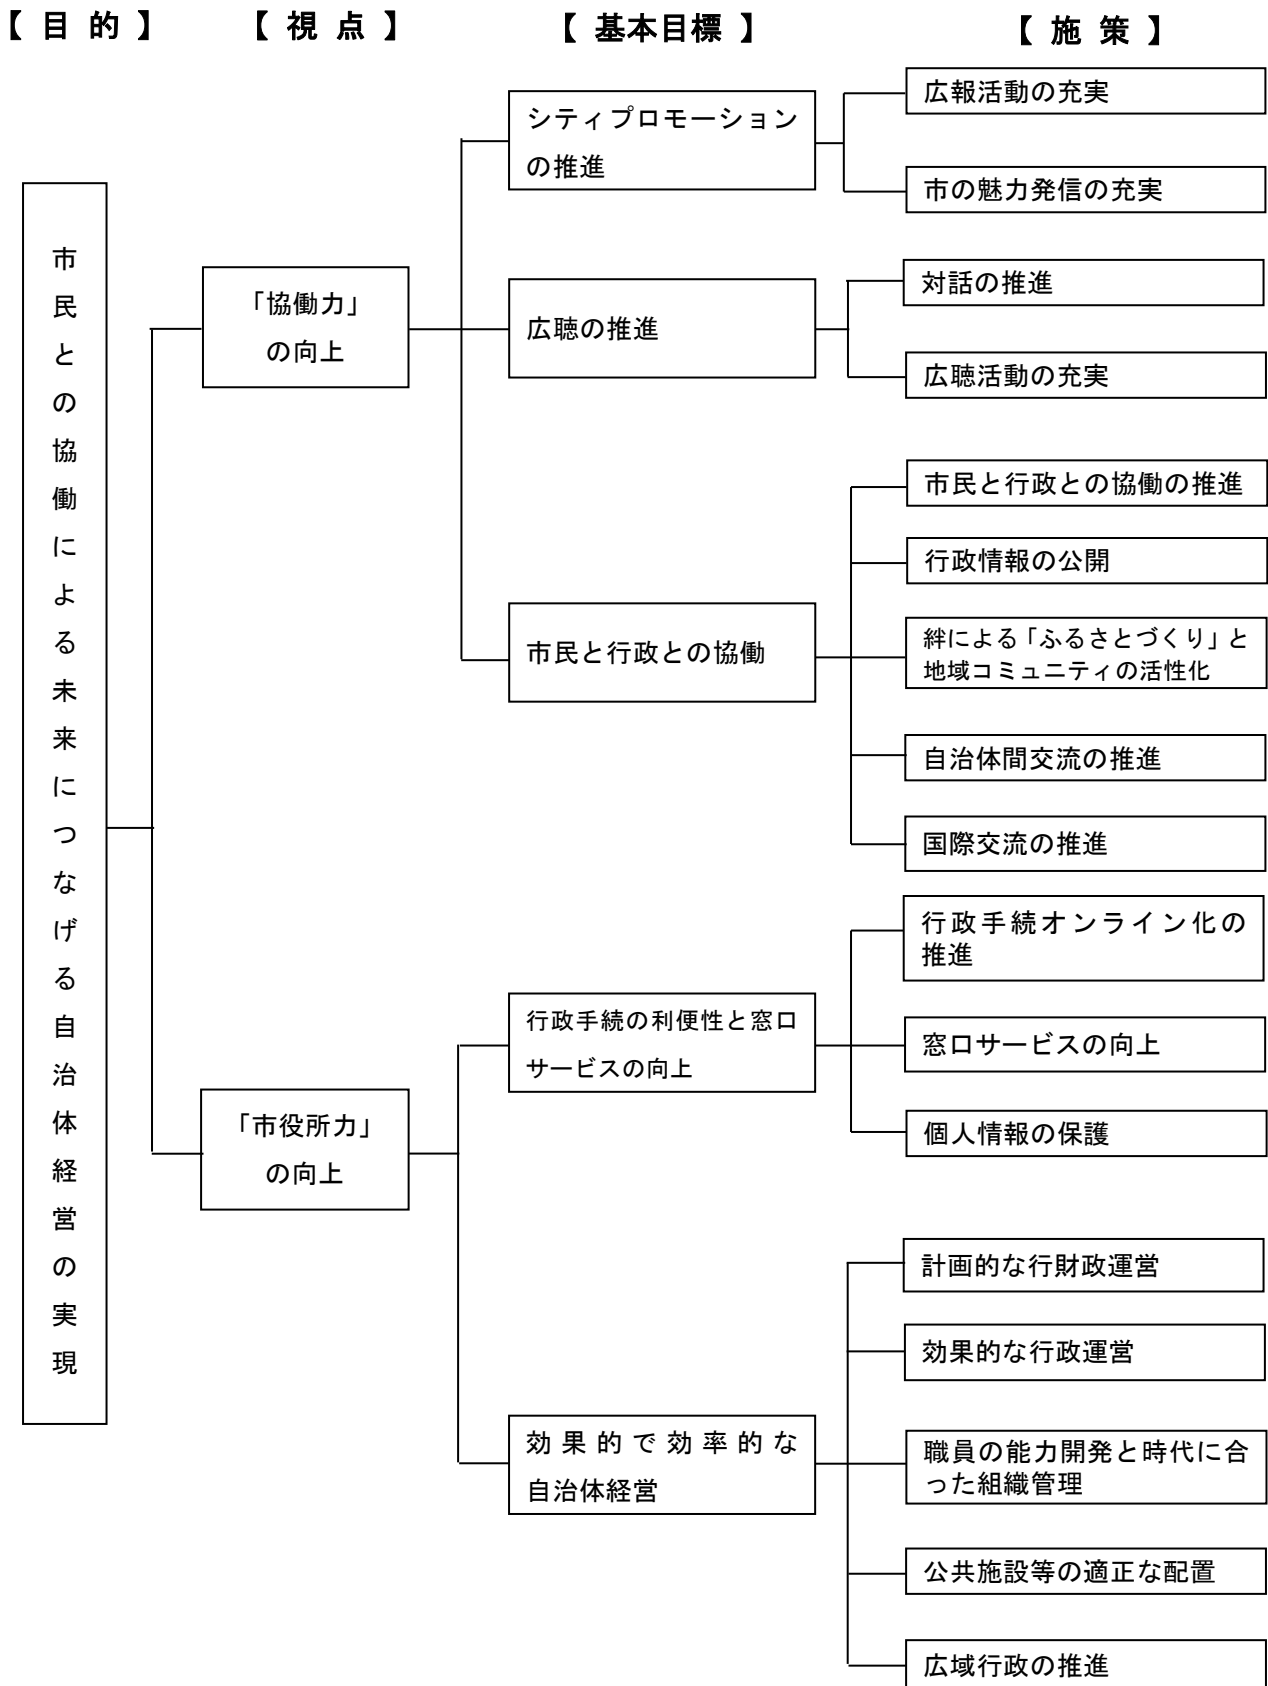 【 目 的 】
【 視 点 】
【 基本目標 】
【 施 策 】
市民との協働による未来につなげる自治体経営の実現
「協働力」
の向上
シティプロモーション
の推進
広報活動の充実
市の魅力発信の充実
広聴の推進
対話の推進
広聴活動の充実
市民と行政との協働
市民と行政との協働の推進
行政情報の公開
絆による「ふるさとづくり」と
地域コミュニティの活性化
自治体間交流の推進
国際交流の推進
「市役所力」
の向上
行政手続の利便性と窓口
サービスの向上
行政手続オンライン化の
推進
窓口サービスの向上
個人情報の保護
効果的で効率的な
自治体経営
計画的な行財政運営
効果的な行政運営
職員の能力開発と時代に合
った組織管理
公共施設等の適正な配置
広域行政の推進